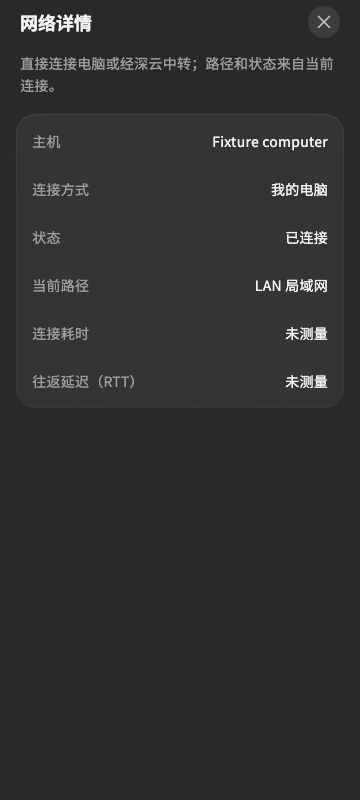 网络详情
直接连接电脑或经深云中转；路径和状态来自当前
连接。
主机 Fixture computer
连接方式 我的电脑
状态 已连接
当前路径 LAN 局域网
连接耗时 未测量
往返延迟（RTT） 未测量